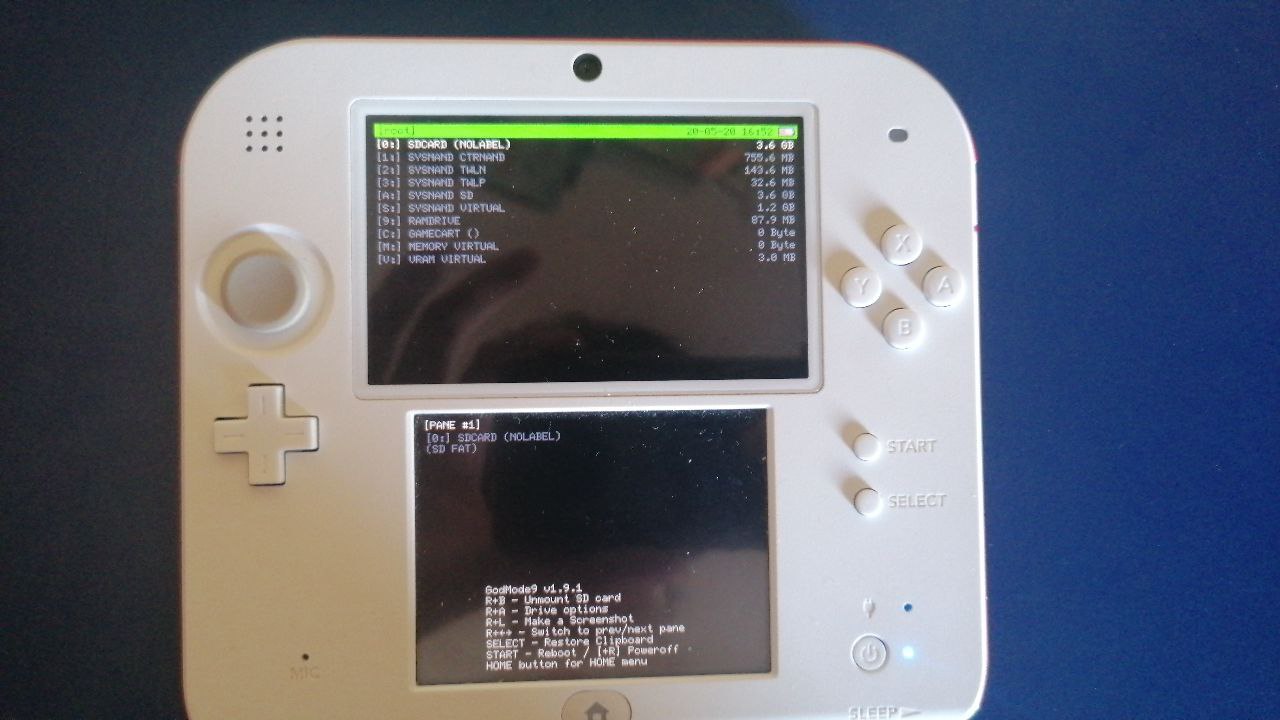 [root] 20-05-20 16:52
[0:] SDCARD (NOLABEL) 3.6 GB
[1:] SYSNAND CTRNAND 755.6 MB
[2:] SYSNAND TWLN 143.6 MB
[3:] SYSNAND TWLP 32.6 MB
[A:] SYSNAND SD 3.6 GB
[S:] SYSNAND VIRTUAL 1.2 GB
[9:] RAMDRIVE 87.9 MB
[C:] GAMECART () 0 Byte
[M:] MEMORY VIRTUAL 0 Byte
[V:] VRAM VIRTUAL 3.0 MB
X
Y
A
B
[PANE #1]
[0:] SDCARD (NOLABEL)
(SD FAT)
GodMode9 v1.9.1
R+B - Unmount SD card
R+A - Drive options
R+L - Make a Screenshot
R+←→ - Switch to prev/next pane
SELECT - Restore Clipboard
START - Reboot / [+R] Poweroff
HOME button for HOME menu
START
SELECT
MIC
SLEEP